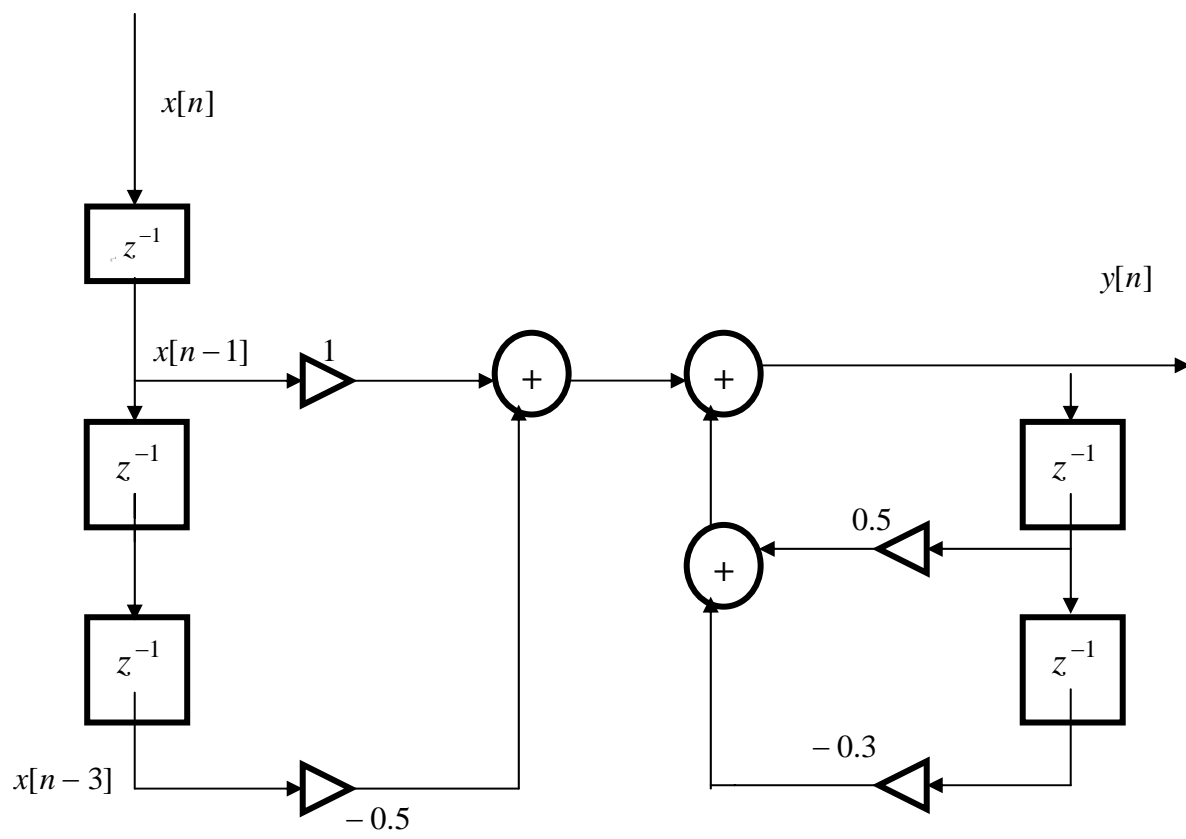 x[n]
z⁻¹
y[n]
x[n − 1]
1
+
+
z⁻¹
z⁻¹
0.5
+
z⁻¹
z⁻¹
− 0.3
x[n − 3]
− 0.5